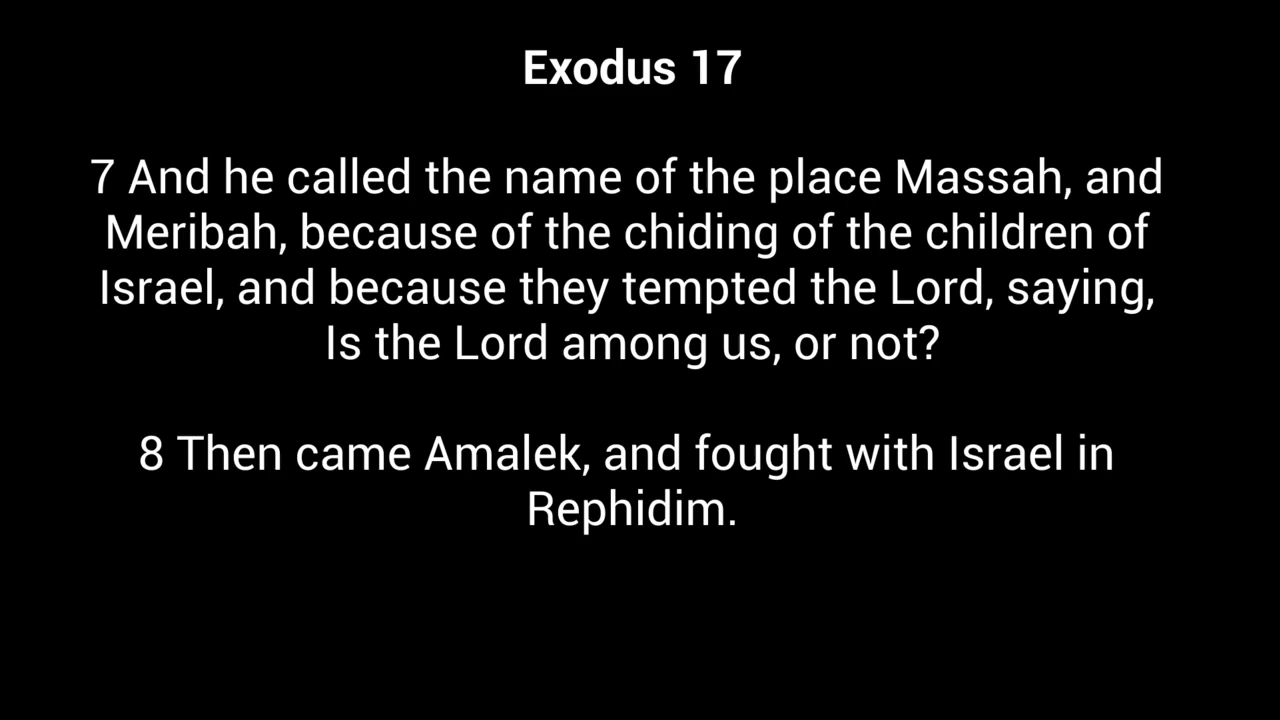 Exodus 17
7 And he called the name of the place Massah, and
Meribah, because of the chiding of the children of
Israel, and because they tempted the Lord, saying,
Is the Lord among us, or not?
8 Then came Amalek, and fought with Israel in
Rephidim.